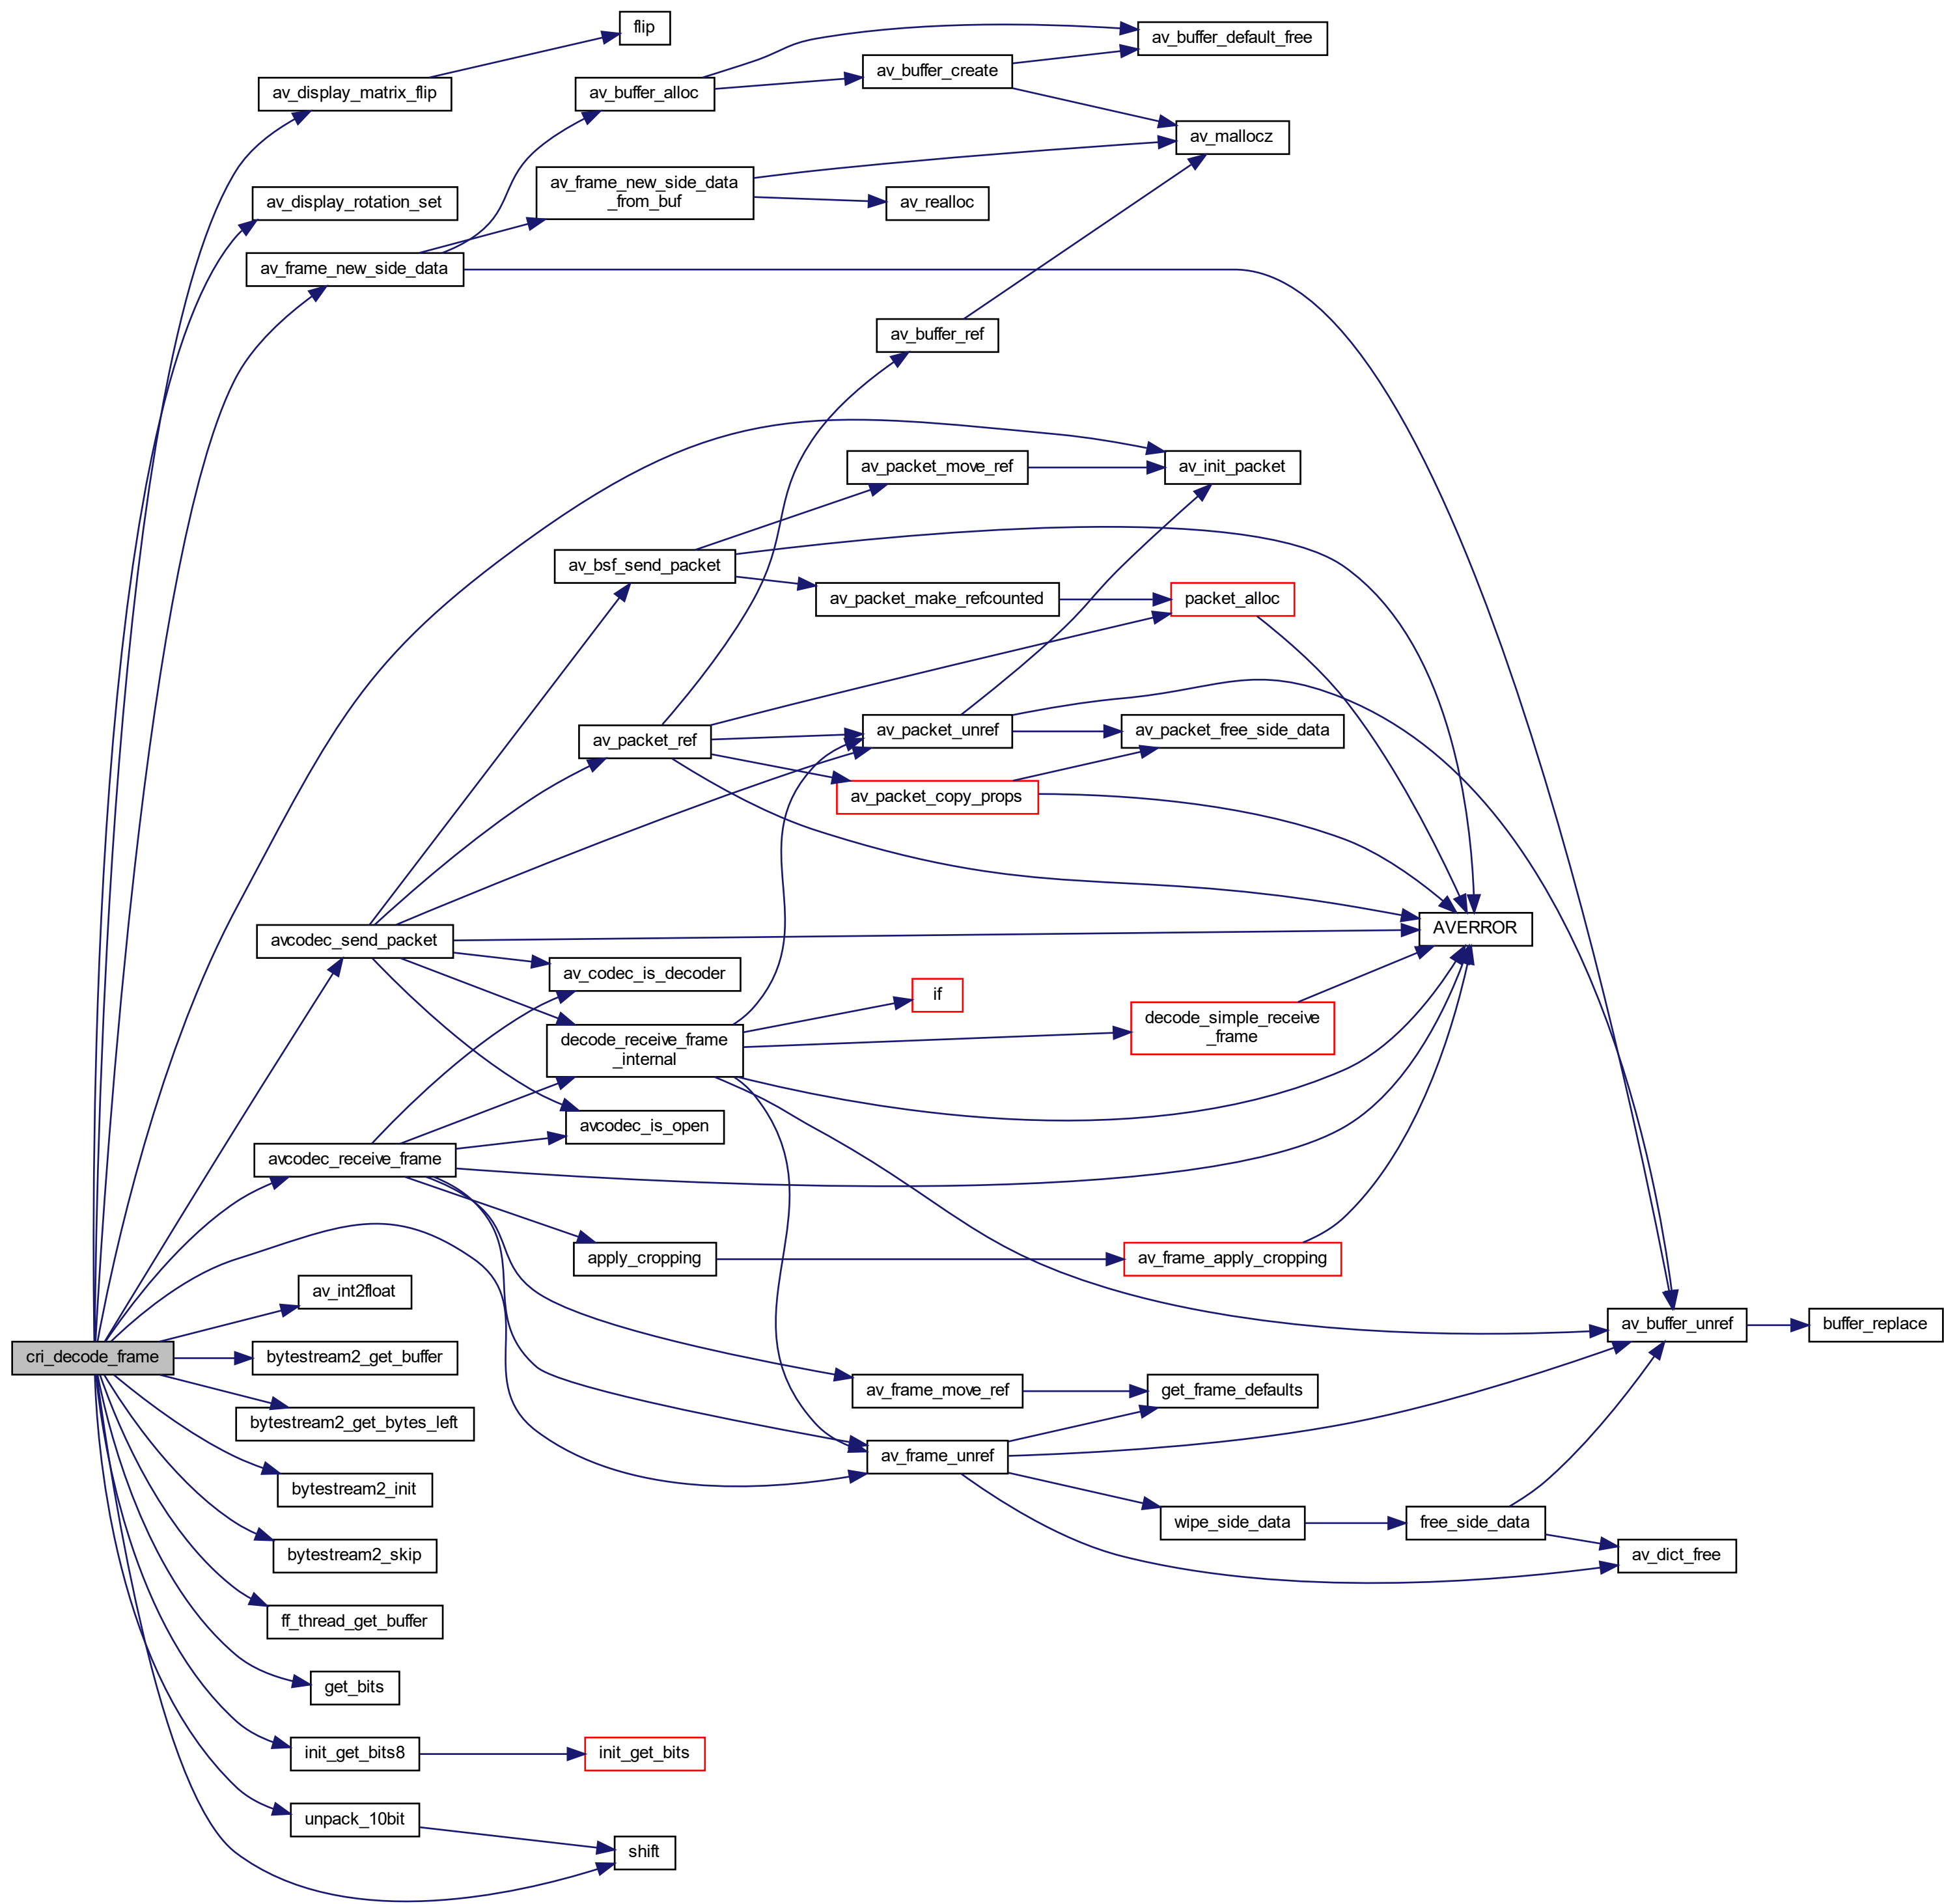 flip
av_buffer_default_free
av_display_matrix_flip
av_buffer_alloc
av_buffer_create
av_mallocz
av_display_rotation_set
av_frame_new_side_data
_from_buf
av_realloc
av_frame_new_side_data
av_buffer_ref
av_packet_move_ref
av_init_packet
av_bsf_send_packet
av_packet_make_refcounted
packet_alloc
av_packet_ref
av_packet_unref
av_packet_free_side_data
av_packet_copy_props
avcodec_send_packet
AVERROR
av_codec_is_decoder
if
decode_receive_frame
_internal
decode_simple_receive
_frame
avcodec_is_open
avcodec_receive_frame
apply_cropping
av_frame_apply_cropping
av_int2float
av_buffer_unref
buffer_replace
cri_decode_frame
bytestream2_get_buffer
av_frame_move_ref
get_frame_defaults
bytestream2_get_bytes_left
av_frame_unref
bytestream2_init
wipe_side_data
free_side_data
bytestream2_skip
av_dict_free
ff_thread_get_buffer
get_bits
init_get_bits8
init_get_bits
unpack_10bit
shift